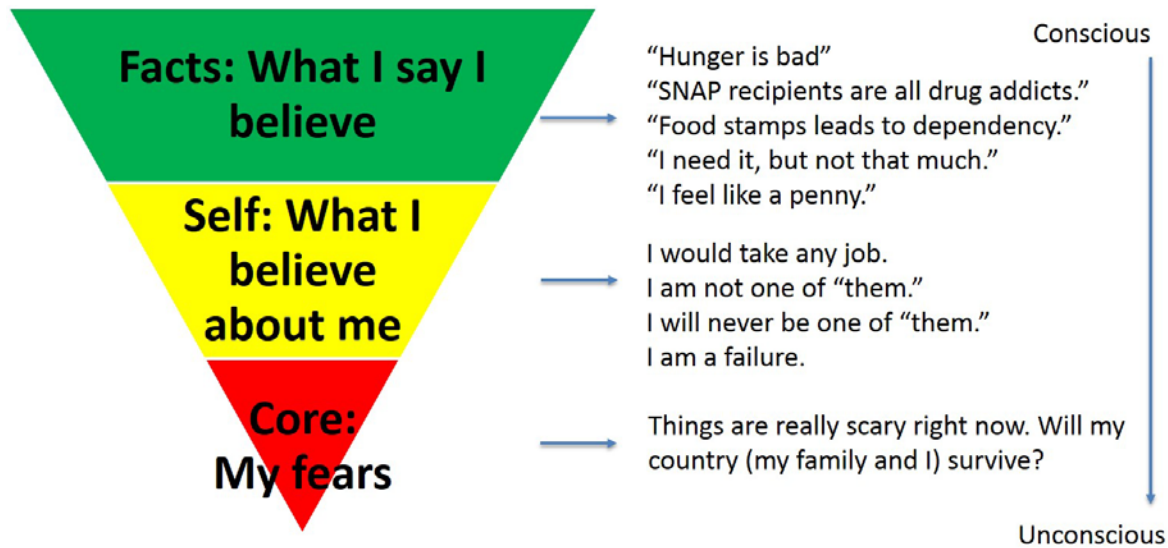 Facts: What I say I
believe
Self: What I
believe
about me
Core:
My fears
“Hunger is bad”
“SNAP recipients are all drug addicts.”
“Food stamps leads to dependency.”
“I need it, but not that much.”
“I feel like a penny.”
I would take any job.
I am not one of “them.”
I will never be one of “them.”
I am a failure.
Things are really scary right now. Will my
country (my family and I) survive?
Conscious
Unconscious